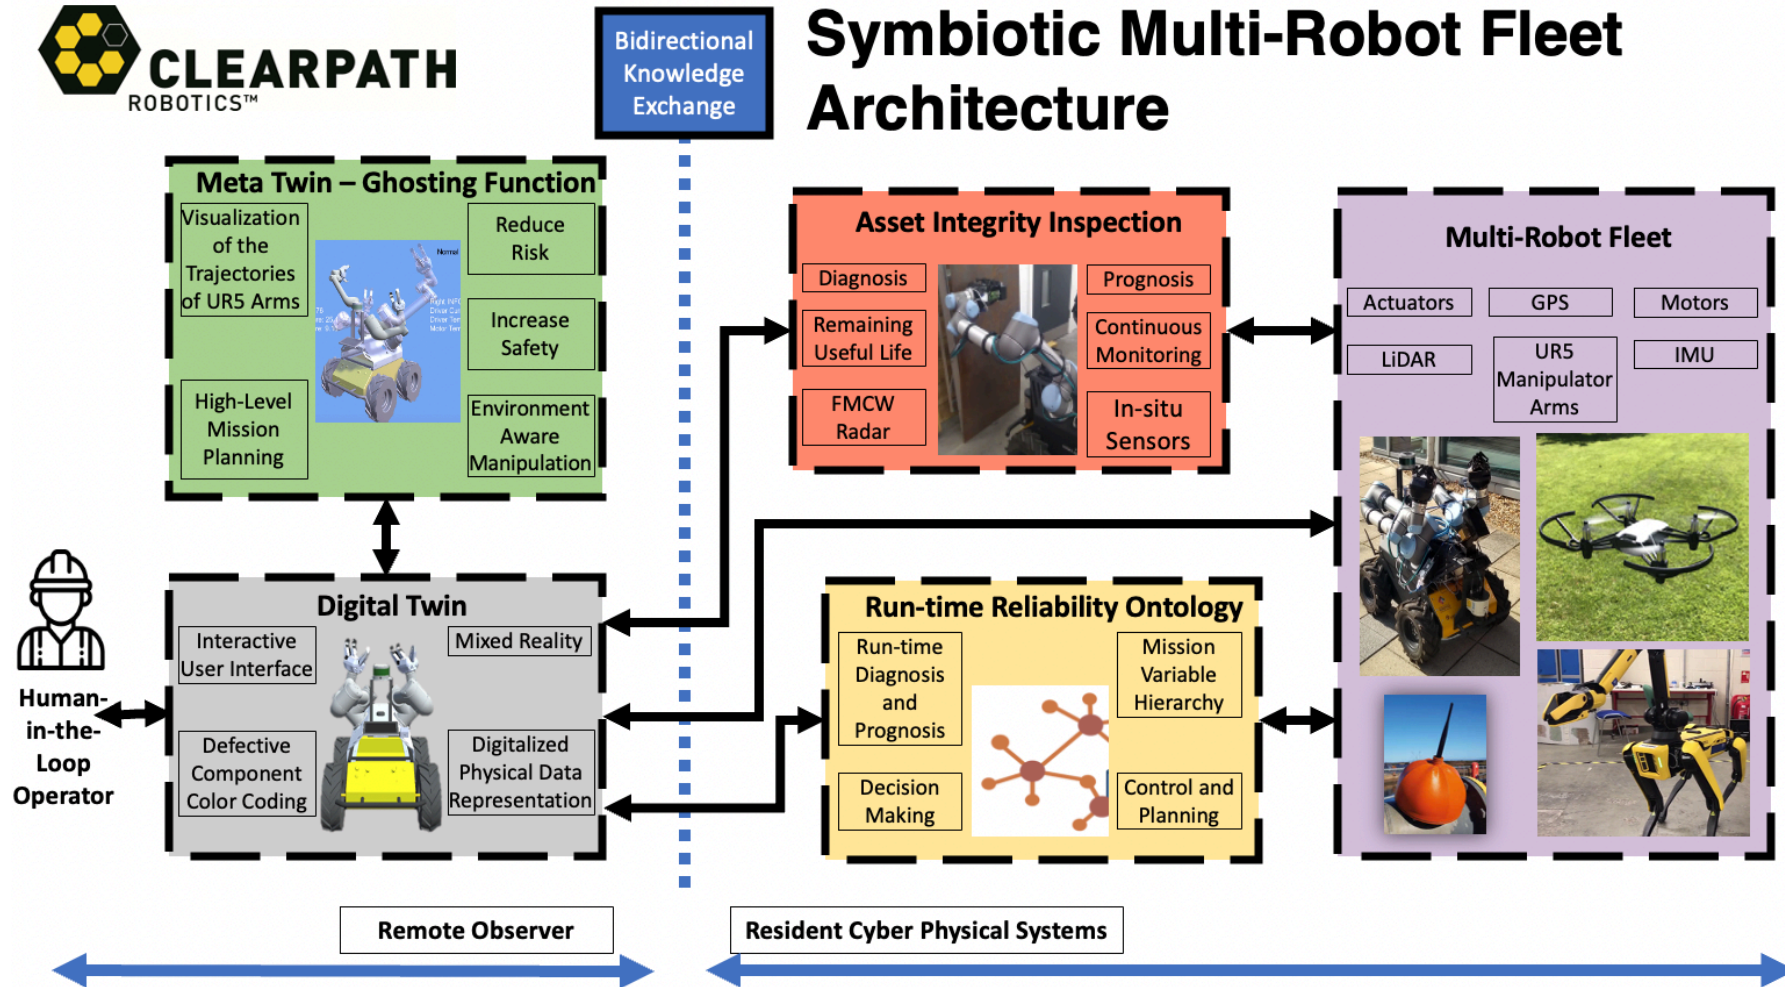 CLEARPATH
ROBOTICS™
Bidirectional
Knowledge
Exchange
Symbiotic Multi-Robot Fleet
Architecture
Meta Twin – Ghosting Function
Visualization
of the
Trajectories
of UR5 Arms
High-Level
Mission
Planning
Normal
Reduce
Risk
Increase
Safety
Environment
Aware
Manipulation
Asset Integrity Inspection
Diagnosis
Remaining
Useful Life
FMCW
Radar
Prognosis
Continuous
Monitoring
In-situ
Sensors
Multi-Robot Fleet
Actuators
GPS
Motors
LiDAR
UR5
Manipulator
Arms
IMU
Human-
in-the-
Loop
Operator
Digital Twin
Interactive
User Interface
Mixed Reality
Defective
Component
Color Coding
Digitalized
Physical Data
Representation
Run-time Reliability Ontology
Run-time
Diagnosis
and
Prognosis
Mission
Variable
Hierarchy
Decision
Making
Control and
Planning
Remote Observer
Resident Cyber Physical Systems